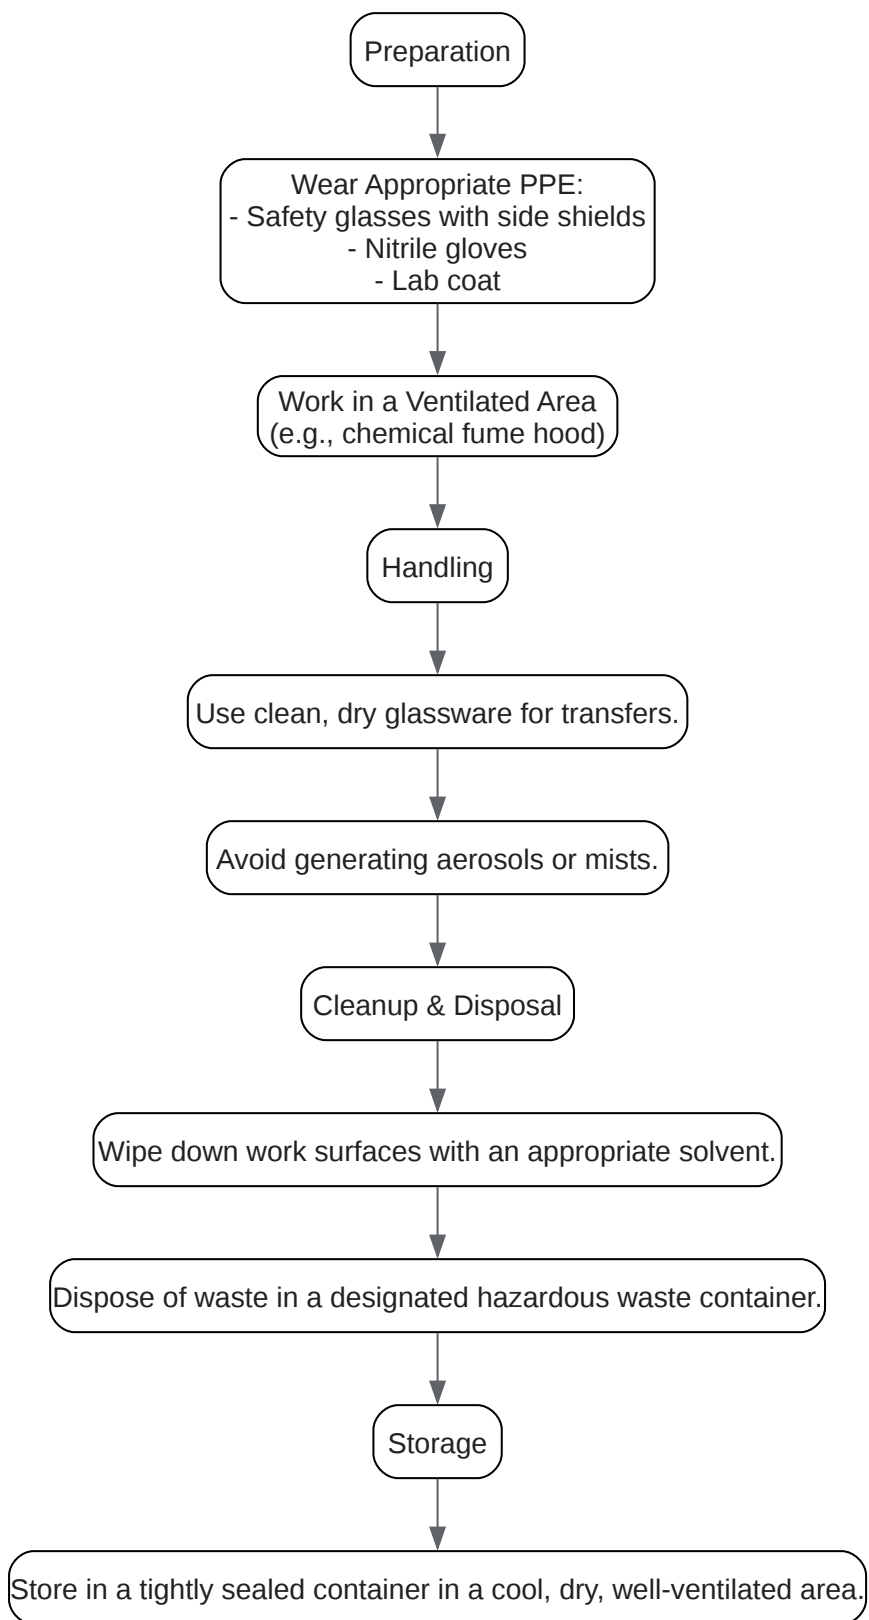 Preparation
Wear Appropriate PPE:
- Safety glasses with side shields
- Nitrile gloves
- Lab coat
Work in a Ventilated Area
(e.g., chemical fume hood)
Handling
Use clean, dry glassware for transfers.
Avoid generating aerosols or mists.
Cleanup & Disposal
Wipe down work surfaces with an appropriate solvent.
Dispose of waste in a designated hazardous waste container.
Storage
Store in a tightly sealed container in a cool, dry, well-ventilated area.